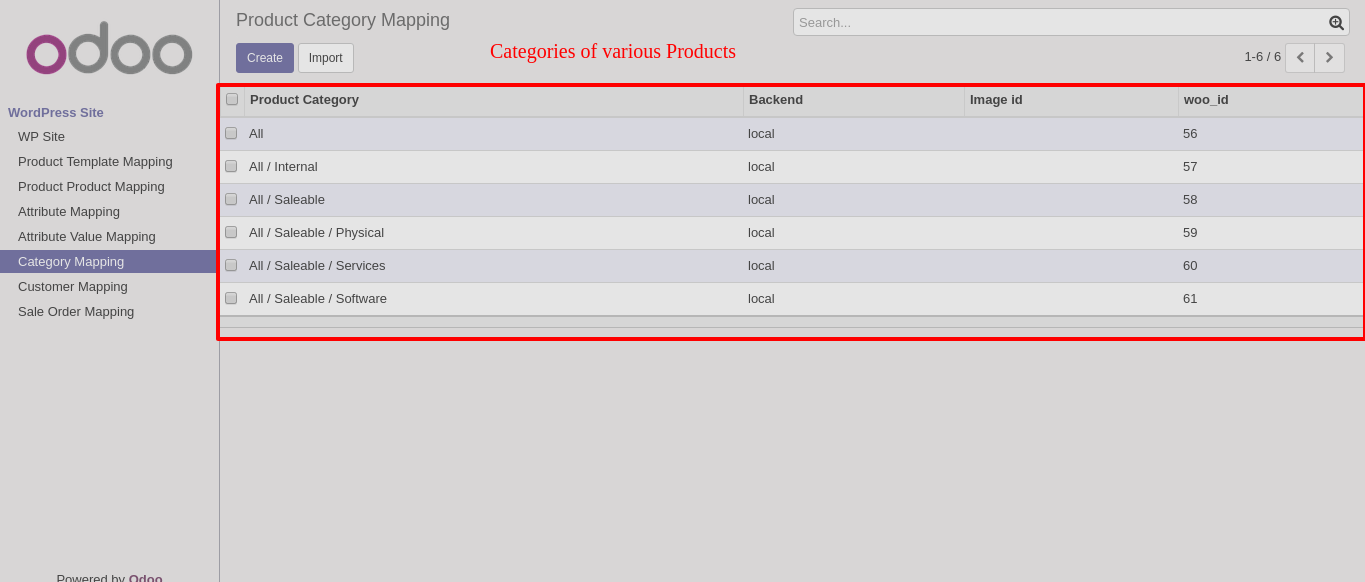 odoo
WordPress Site
WP Site
Product Template Mapping
Product Product Mapping
Attribute Mapping
Attribute Value Mapping
Category Mapping
Customer Mapping
Sale Order Mapping
Powered by Odoo
Product Category Mapping
Search...
Create Import
Categories of various Products
1-6 / 6
Product Category Backend Image id woo_id
All local 56
All / Internal local 57
All / Saleable local 58
All / Saleable / Physical local 59
All / Saleable / Services local 60
All / Saleable / Software local 61